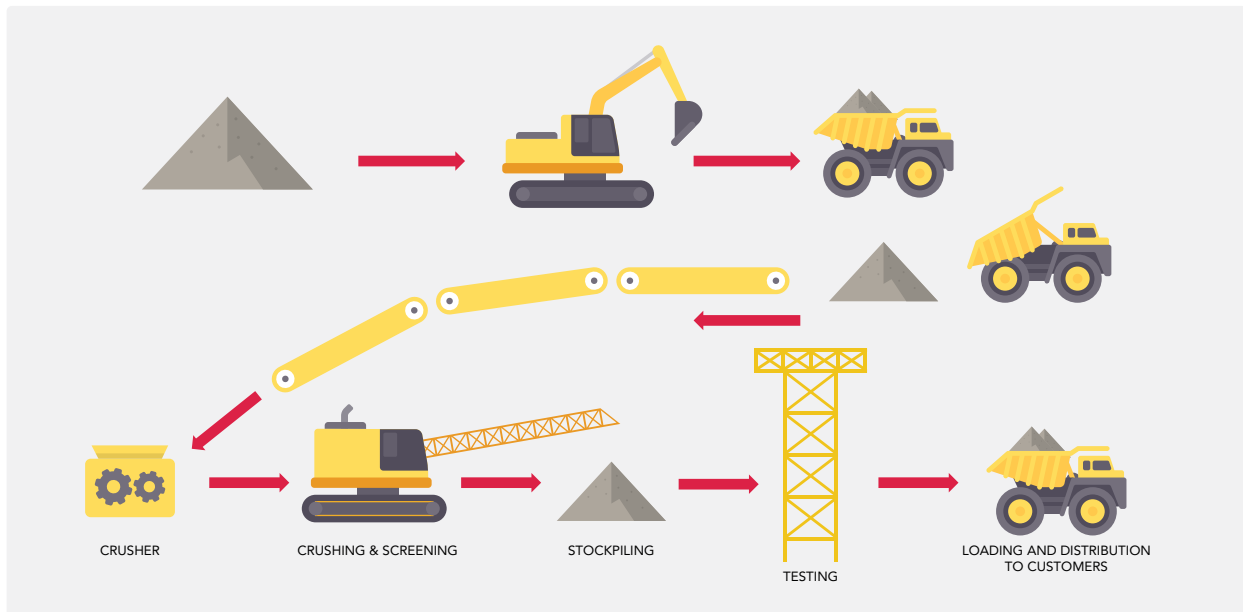 CRUSHER
CRUSHING & SCREENING
STOCKPILING
TESTING
LOADING AND DISTRIBUTION
TO CUSTOMERS